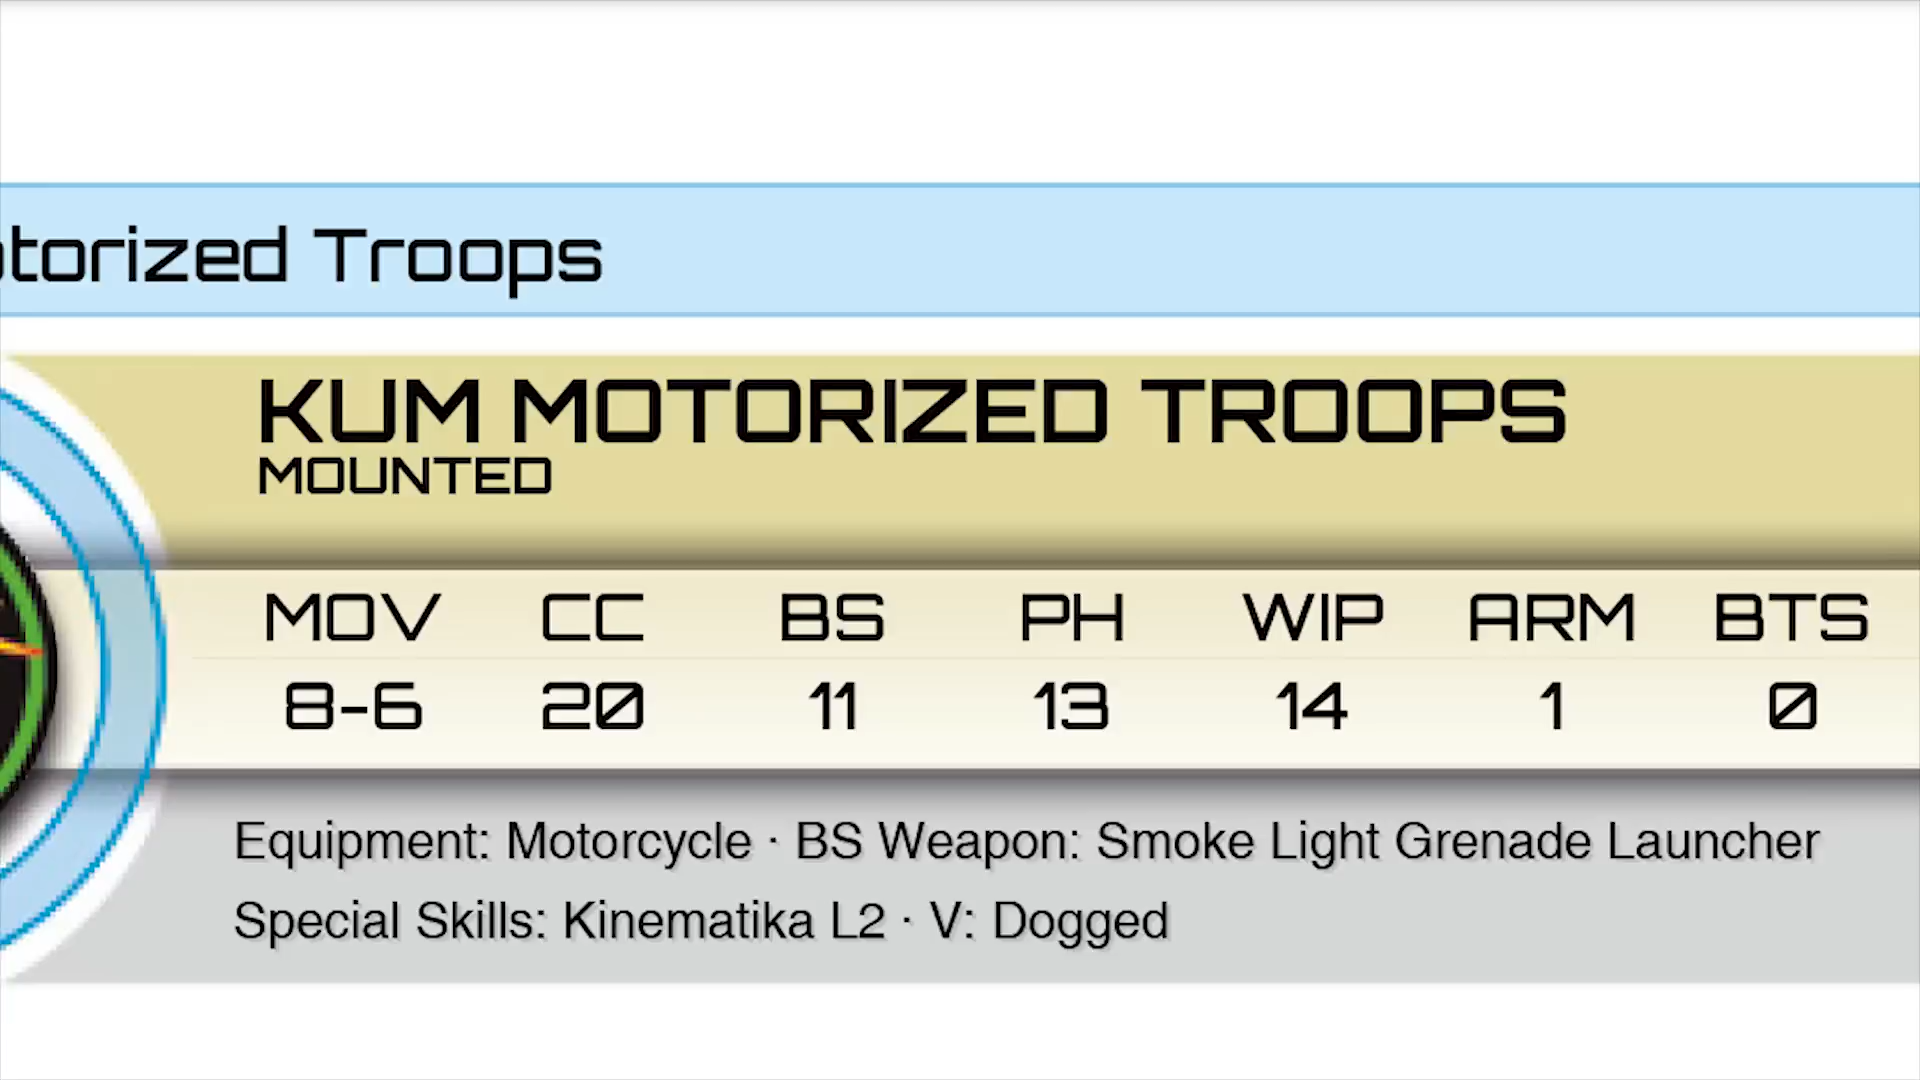 Troops
KUM MOTORIZED TROOPS
MOUNTED
MOV CC BS PH WIP ARM BTS
8-6 20 11 13 14 1 0
Equipment: Motorcycle · BS Weapon: Smoke Light Grenade Launcher
Special Skills: Kinematika L2 · V: Dogged